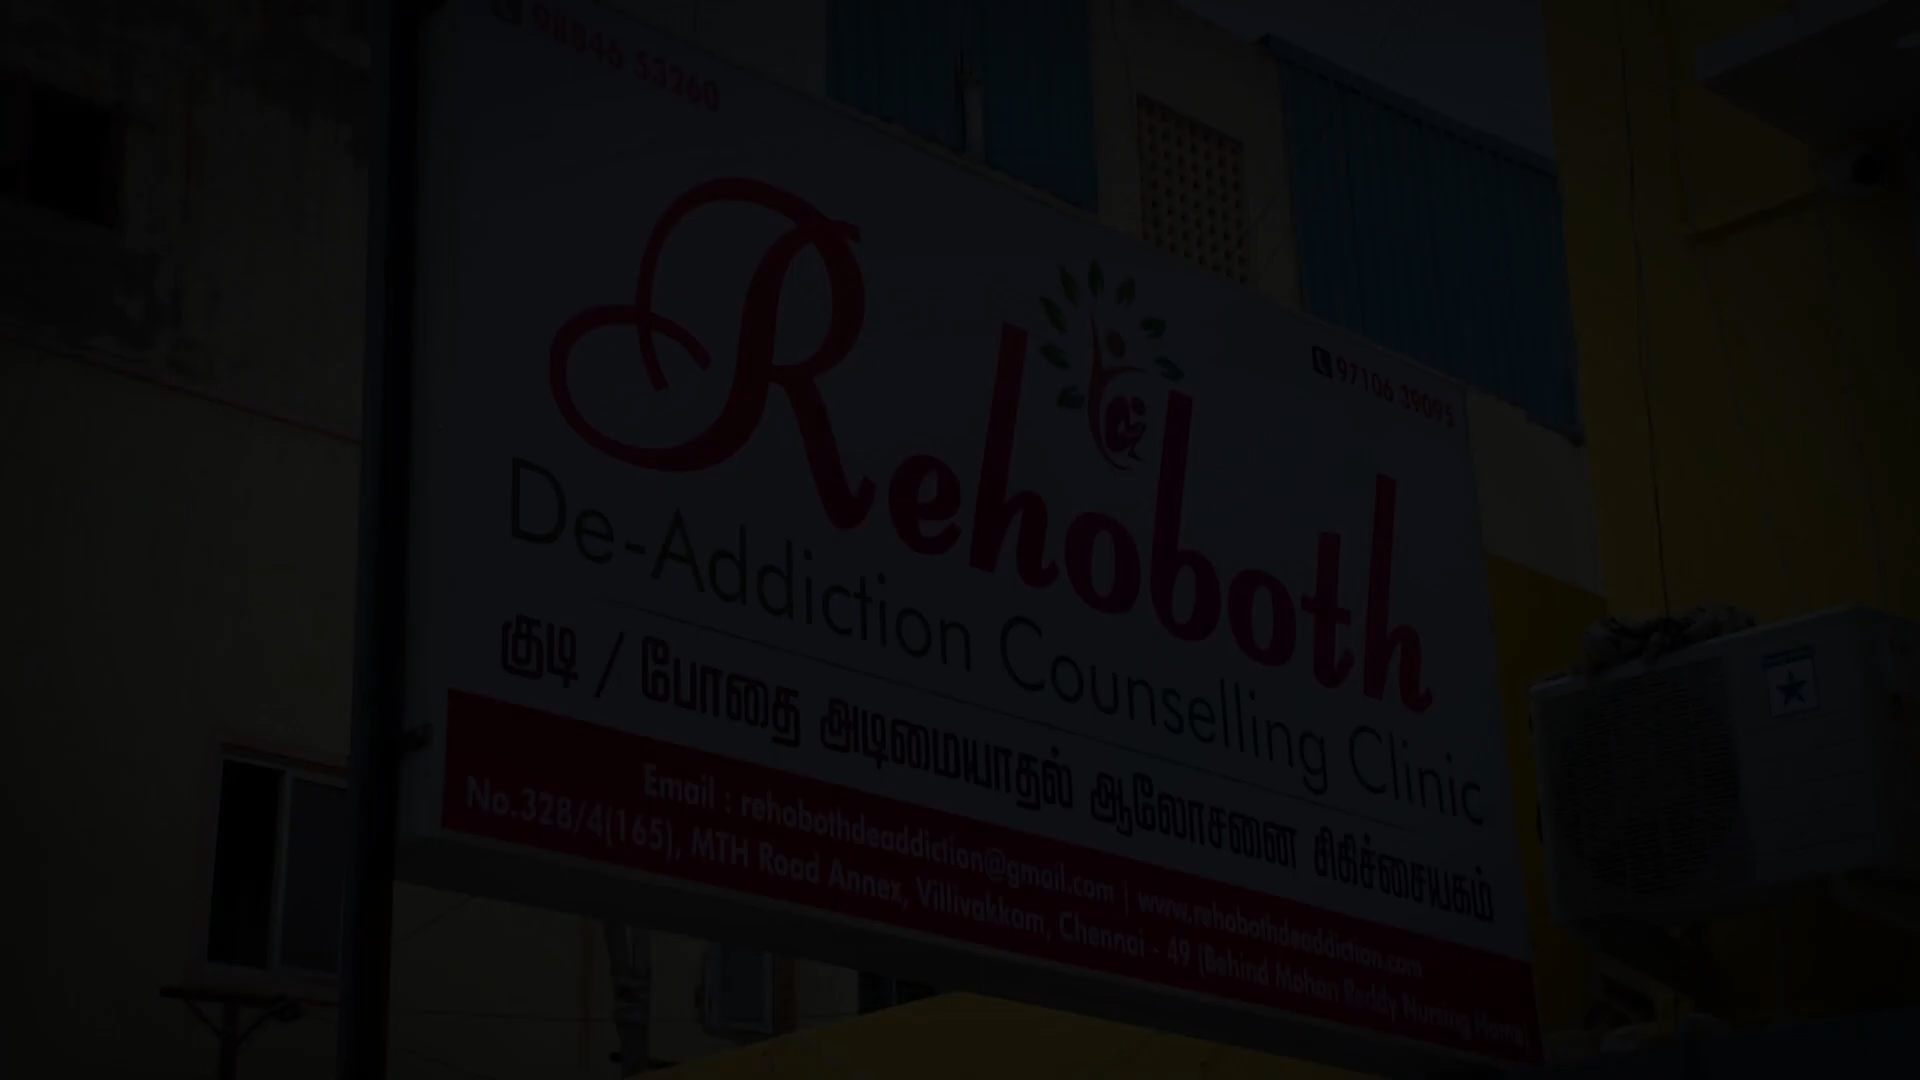 98846 53260
97106 39095
Rehoboth
De-Addiction Counselling Clinic
குடி / போதை அடிமையாதல் ஆலோசனை சிகிச்சையகம்
Email : rehobothdeaddiction@gmail.com | www.rehobothdeaddiction.com
No.328/4(165), MTH Road Annex, Villivakkam, Chennai - 49 (Behind Mohan Reddy Nursing Home)